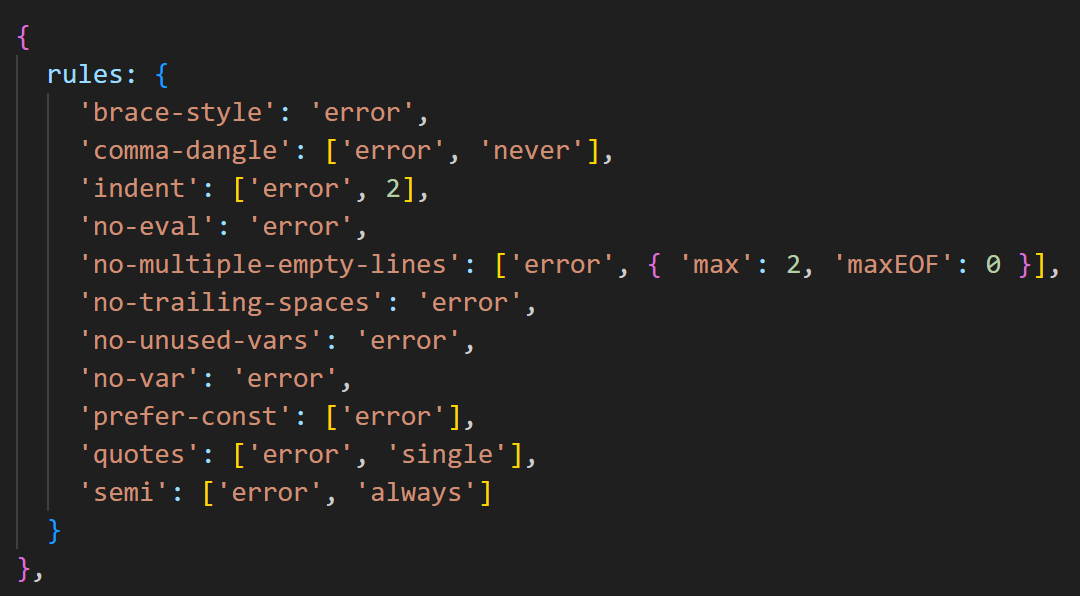 {
  rules: {
    'brace-style': 'error',
    'comma-dangle': ['error', 'never'],
    'indent': ['error', 2],
    'no-eval': 'error',
    'no-multiple-empty-lines': ['error', { 'max': 2, 'maxEOF': 0 }],
    'no-trailing-spaces': 'error',
    'no-unused-vars': 'error',
    'no-var': 'error',
    'prefer-const': ['error'],
    'quotes': ['error', 'single'],
    'semi': ['error', 'always']
  }
},